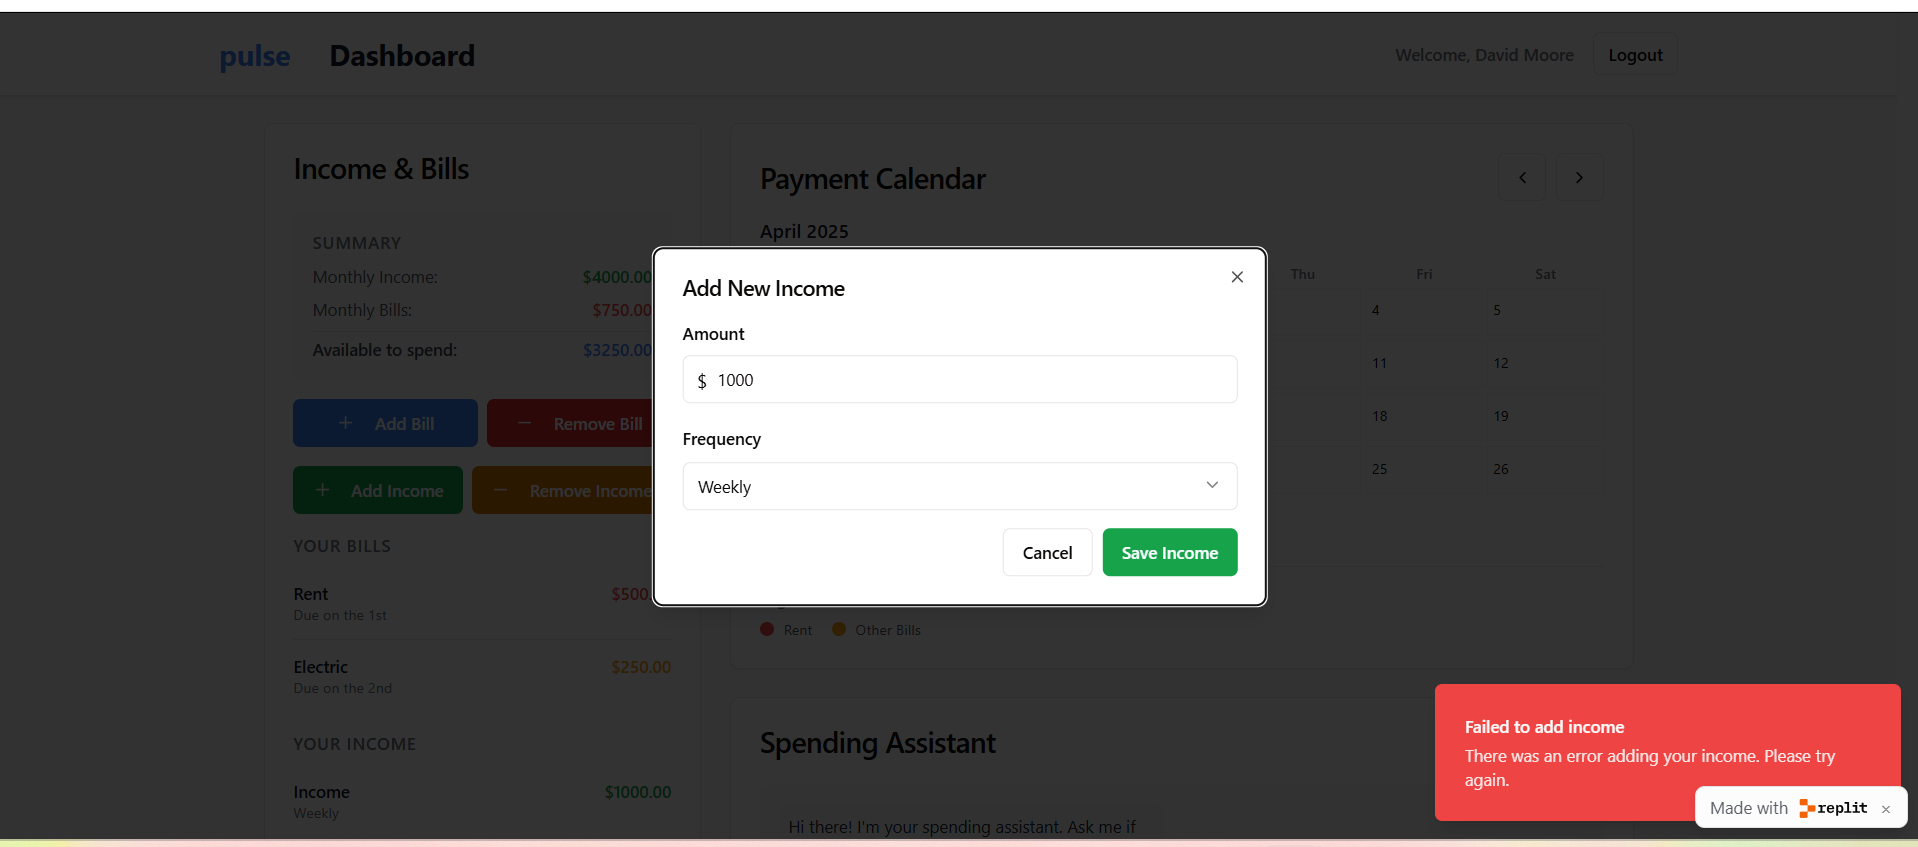 pulse Dashboard
Welcome, David Moore Logout
Income & Bills
SUMMARY
Monthly Income: $4000.00
Monthly Bills: $750.00
Available to spend: $3250.00
+ Add Bill
− Remove Bill
+ Add Income
− Remove Income
YOUR BILLS
Rent $500
Due on the 1st
Electric $250.00
Due on the 2nd
YOUR INCOME
Income $1000.00
Weekly
Payment Calendar
April 2025
Thu Fri Sat
4 5
11 12
18 19
25 26
Rent Other Bills
Add New Income
Amount
$ 1000
Frequency
Weekly
Cancel Save Income
Spending Assistant
Hi there! I'm your spending assistant. Ask me if
Failed to add income
There was an error adding your income. Please try
again.
Made with replit ×